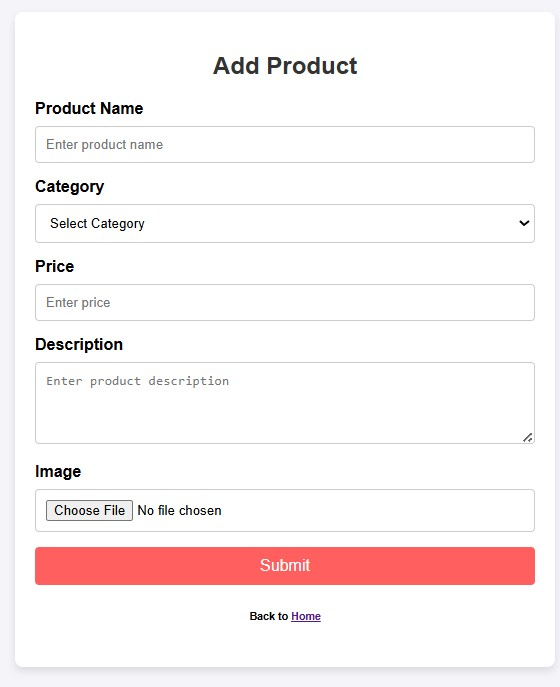 Add Product
Product Name
Enter product name
Category
Select Category
Price
Enter price
Description
Enter product description
Image
Choose File No file chosen
Submit
Back to Home